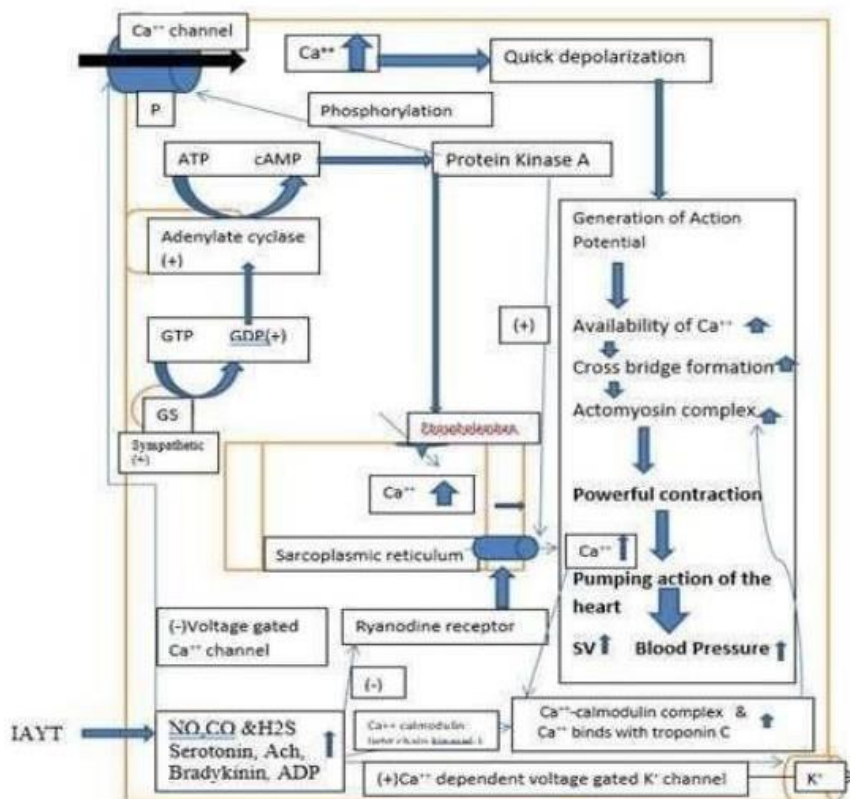 Ca⁺⁺ channel
Ca⁺⁺
Quick depolarization
P
Phosphorylation
ATP cAMP
Protein Kinase A
Adenylate cyclase
(+)
GTP GDP(+)
GS
Sympathetic
(+)
(+)
Generation of Action
Potential
Availability of Ca⁺⁺
Cross bridge formation
Actomyosin complex
Powerful contraction
Pumping action of the
heart
SV Blood Pressure
Ca⁺⁺
Sarcoplasmic reticulum
Ca⁺⁺
Ryanodine receptor
(-)Voltage gated
Ca⁺⁺ channel
(-)
IAYT
NO,CO &H2S
Serotonin, Ach,
Bradykinin, ADP
Ca⁺⁺ calmodulin
Ca⁺⁺-calmodulin complex &
Ca⁺⁺ binds with troponin C
(+)Ca⁺⁺ dependent voltage gated K⁺ channel
K⁺